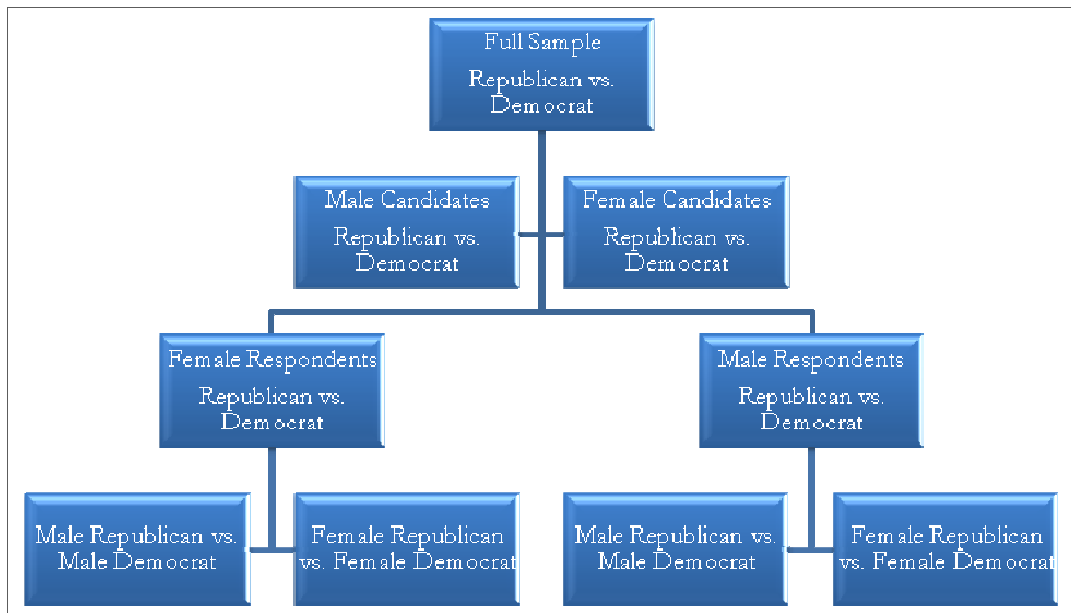 Full Sample
Republican vs.
Democrat
Male Candidates
Republican vs.
Democrat
Female Candidates
Republican vs.
Democrat
Female Respondents
Republican vs.
Democrat
Male Respondents
Republican vs.
Democrat
Male Republican vs.
Male Democrat
Female Republican
vs. Female Democrat
Male Republican vs.
Male Democrat
Female Republican
vs. Female Democrat